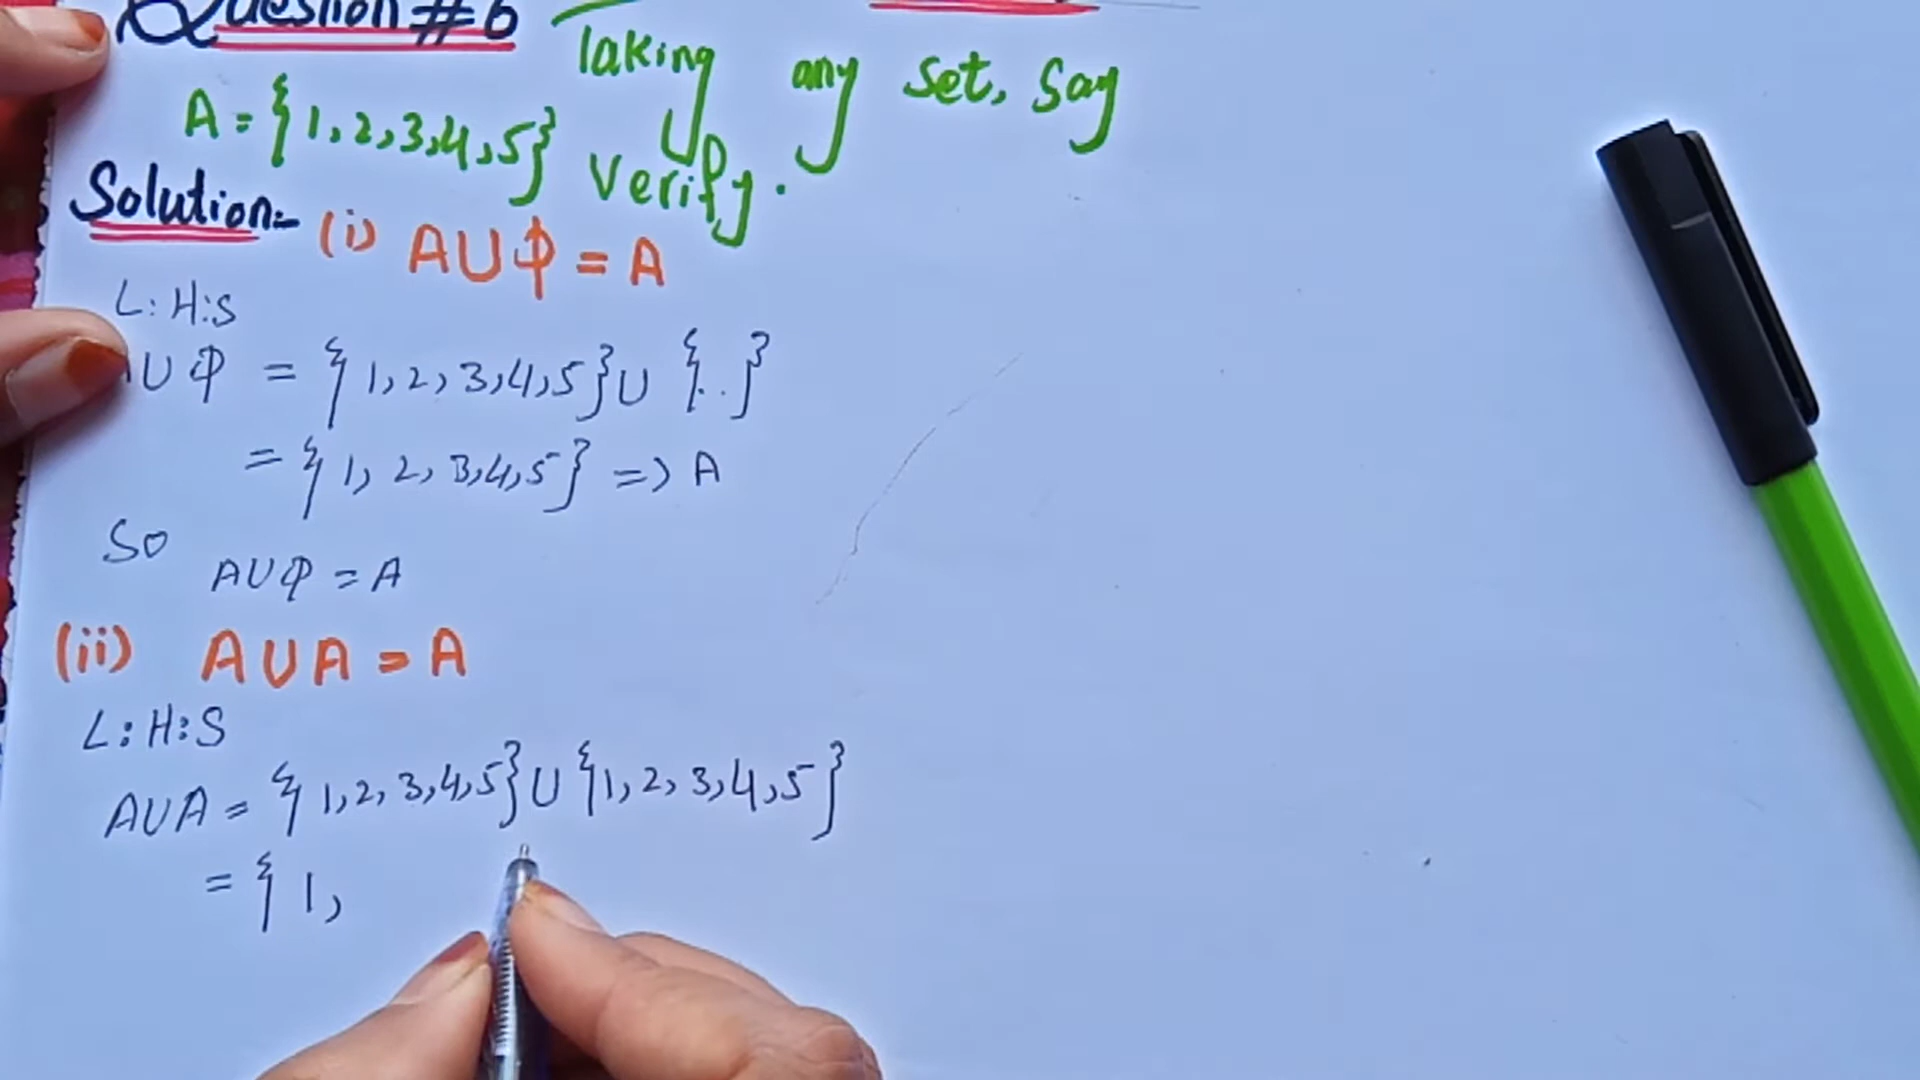 Question #6 Taking any set, say
A = {1,2,3,4,5} Verify.
Solution:- (i) A∪Φ = A
L:H:S
A∪Φ = {1,2,3,4,5}∪{..}
= {1,2,3,4,5} => A
So
A∪Φ = A
(ii) A∪A = A
L:H:S
A∪A = {1,2,3,4,5}∪{1,2,3,4,5}
= {1,